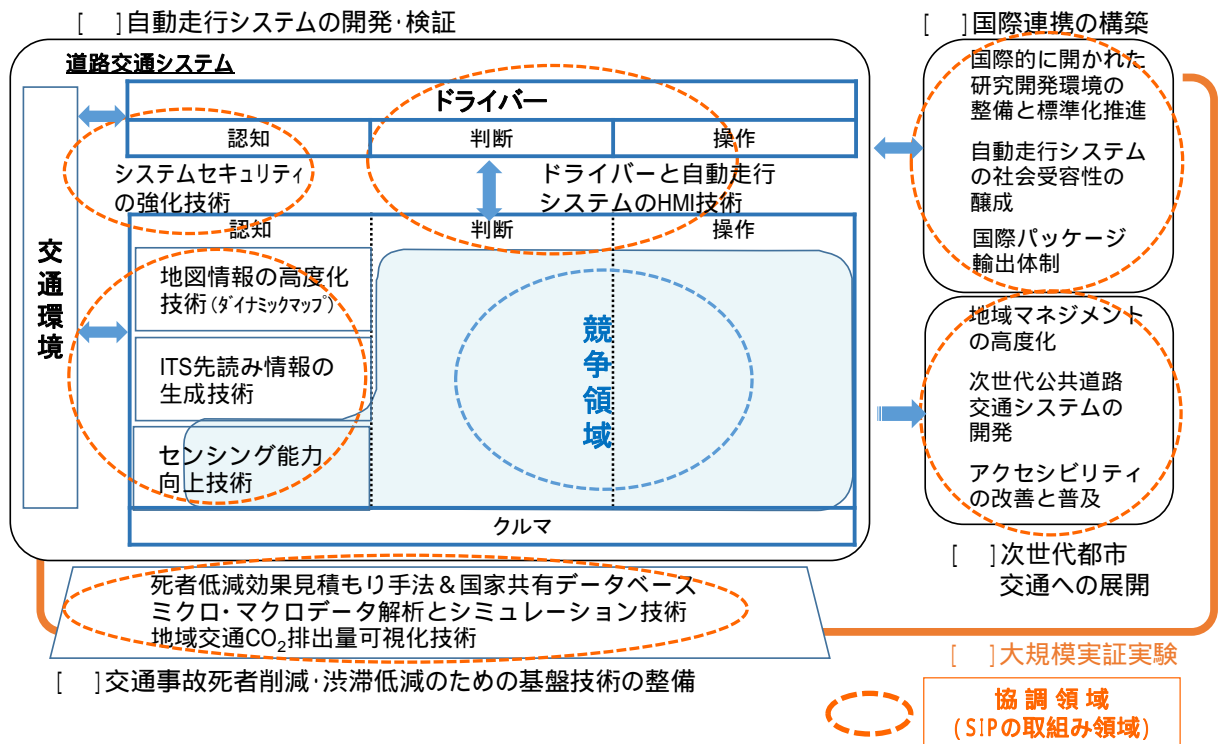 [　]自動走行システムの開発・検証
道路交通システム
交通環境
ドライバー
認知
判断
操作
システムセキュリティ
の強化技術
ドライバーと自動走行
システムのHMI技術
認知
判断
操作
地図情報の高度化
技術(ﾀﾞｲﾅﾐｯｸﾏｯﾌﾟ)
ITS先読み情報の
生成技術
センシング能力
向上技術
競争領域
クルマ
死者低減効果見積もり手法＆国家共有データベース
ミクロ・マクロデータ解析とシミュレーション技術
地域交通CO₂排出量可視化技術
[　]交通事故死者削減・渋滞低減のための基盤技術の整備
[　]国際連携の構築
国際的に開かれた
研究開発環境の
整備と標準化推進
自動走行システム
の社会受容性の
醸成
国際パッケージ
輸出体制
地域マネジメント
の高度化
次世代公共道路
交通システムの
開発
アクセシビリティ
の改善と普及
[　]次世代都市
交通への展開
[　]大規模実証実験
協調領域
(SIPの取組み領域)